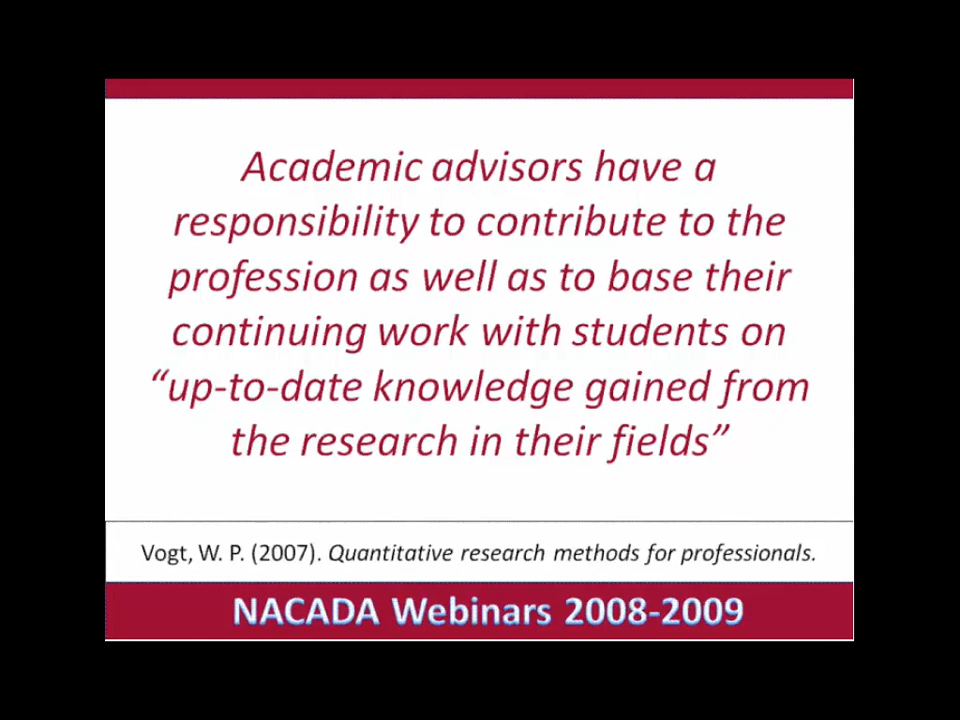 Academic advisors have a
responsibility to contribute to the
profession as well as to base their
continuing work with students on
“up-to-date knowledge gained from
the research in their fields”
Vogt, W. P. (2007). Quantitative research methods for professionals.
NACADA Webinars 2008-2009